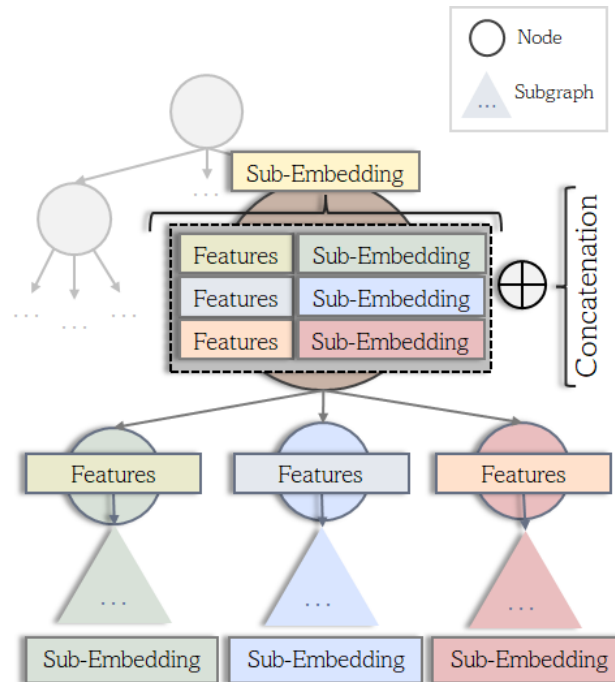 Node
... Subgraph
...
Sub-Embedding
... ... ...
Features Sub-Embedding
Features Sub-Embedding
Features Sub-Embedding
Concatenation
Features Features Features
... ... ...
Sub-Embedding Sub-Embedding Sub-Embedding